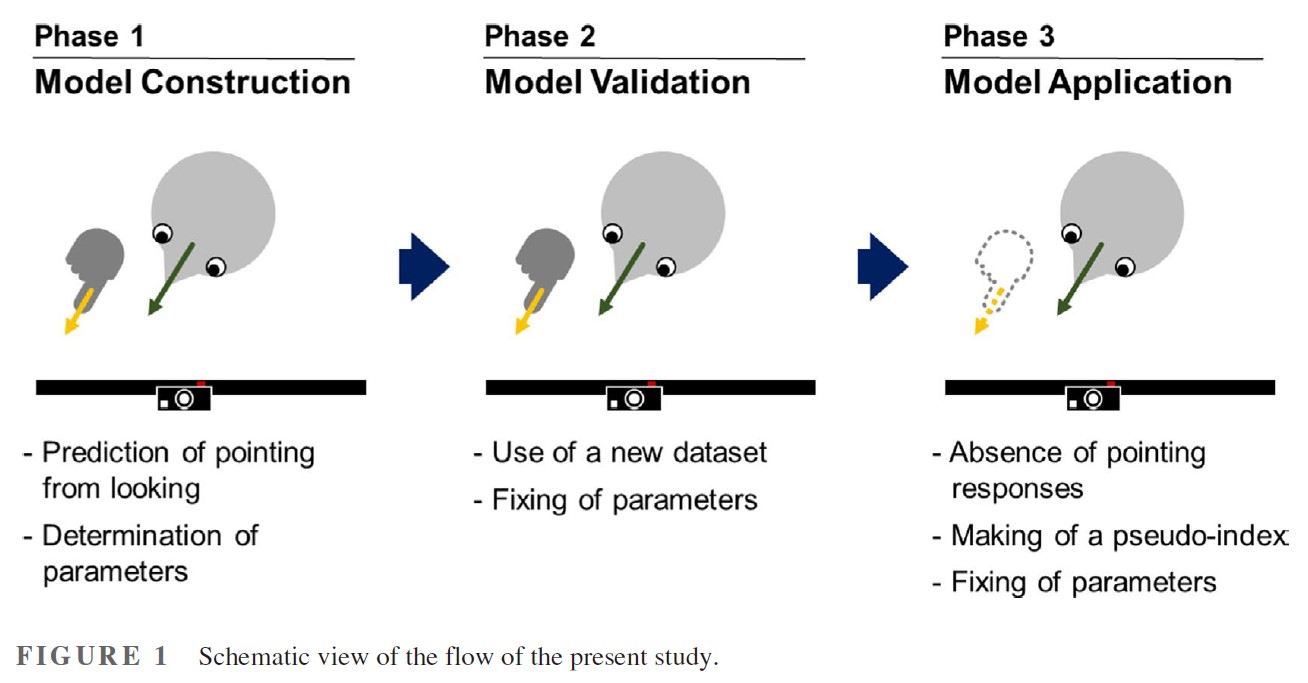 Phase 1
Model Construction
- Prediction of pointing
from looking
- Determination of
parameters
Phase 2
Model Validation
- Use of a new dataset
- Fixing of parameters
Phase 3
Model Application
- Absence of pointing
responses
- Making of a pseudo-index
- Fixing of parameters
FIGURE 1 Schematic view of the flow of the present study.